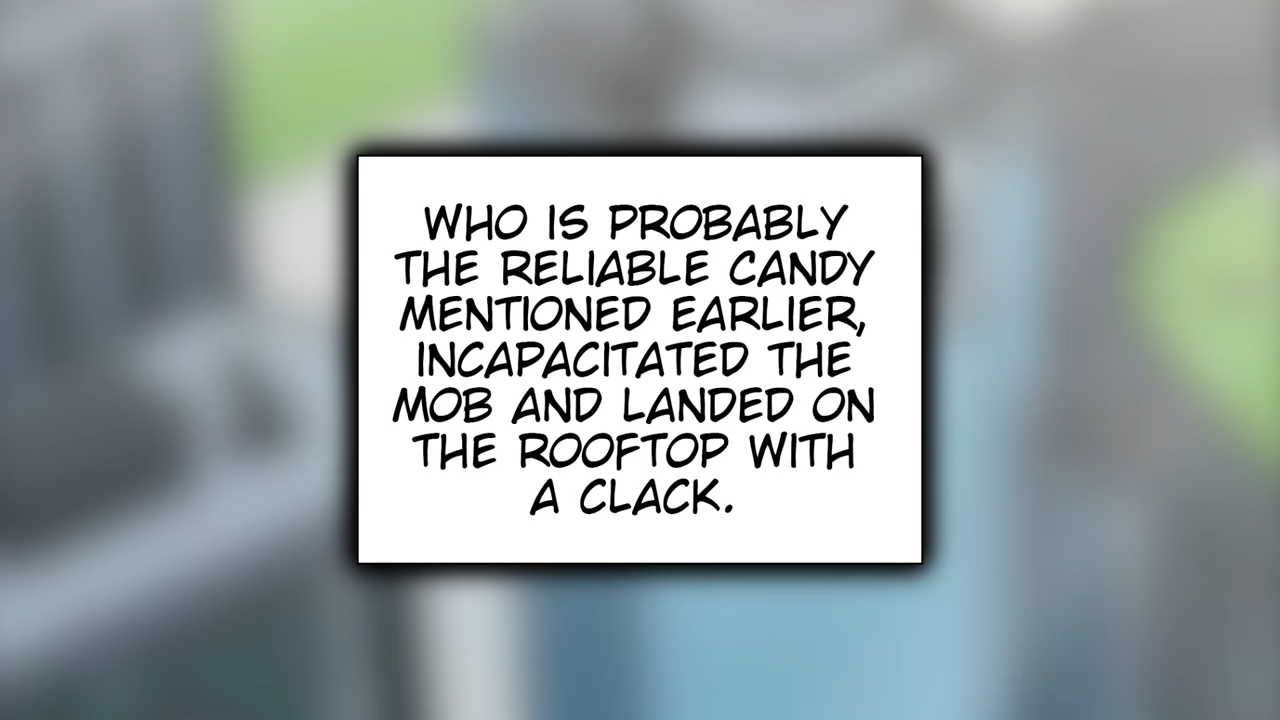 WHO IS PROBABLY
THE RELIABLE CANDY
MENTIONED EARLIER,
INCAPACITATED THE
MOB AND LANDED ON
THE ROOFTOP WITH
A CLACK.